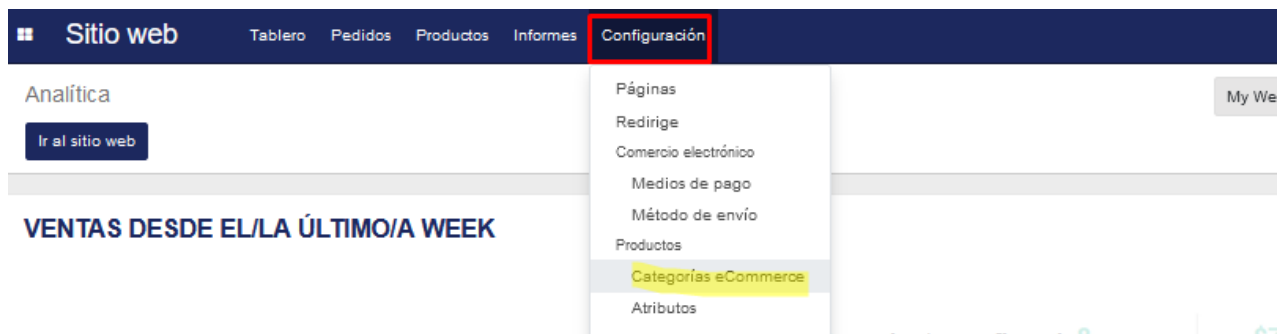 Sitio web Tablero Pedidos Productos Informes Configuración
Analítica
Ir al sitio web
My We
Páginas
Redirige
Comercio electrónico
Medios de pago
Método de envío
Productos
Categorías eCommerce
Atributos
VENTAS DESDE EL/LA ÚLTIMO/A WEEK